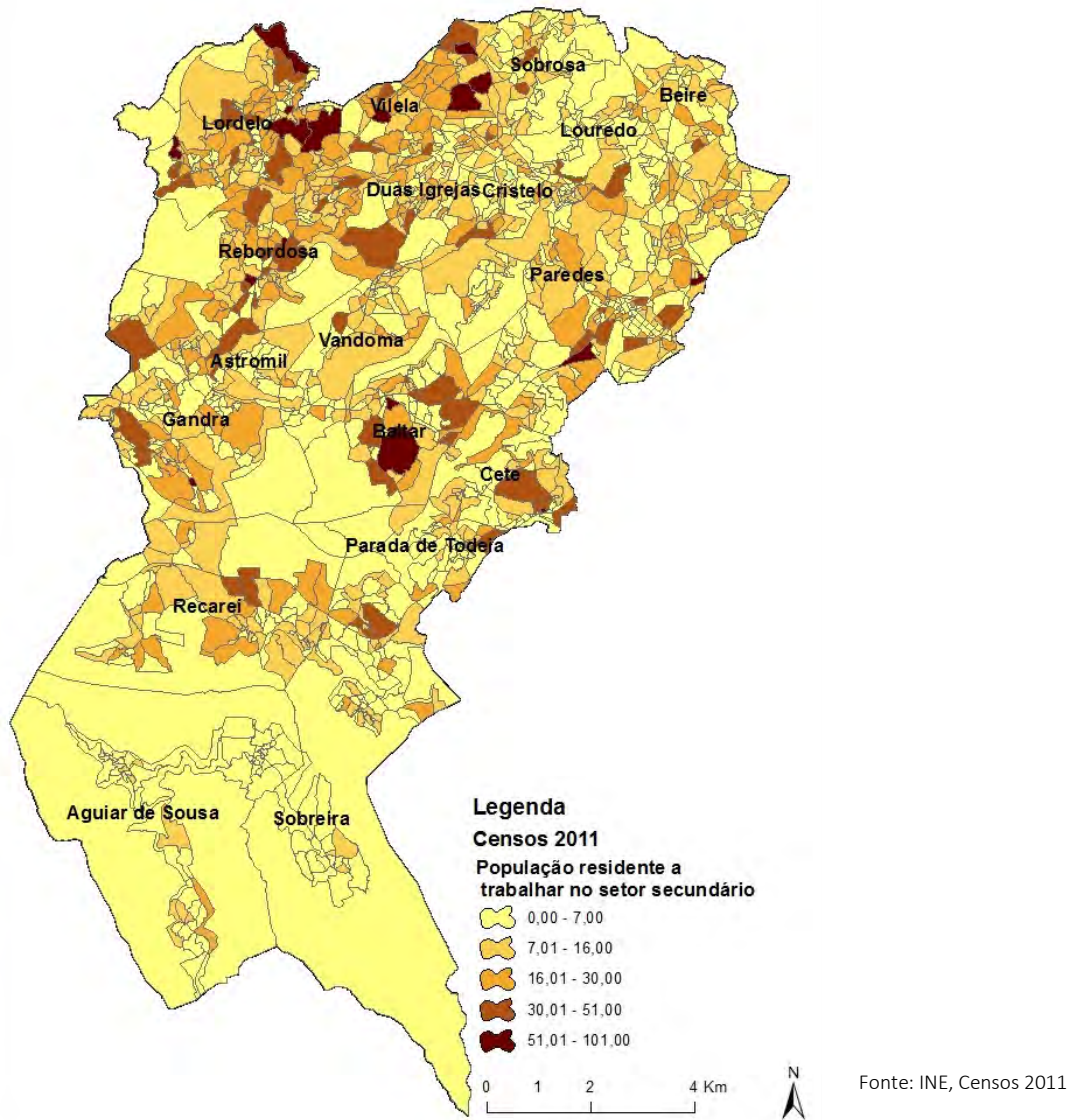 Sobrosa
Beire
Vilela
Lordelo
Louredo
Duas Igrejas
Cristelo
Rebordosa
Paredes
Vandoma
Astromil
Gandra
Baltar
Cete
Parada de Todeia
Recarei
Aguiar de Sousa
Sobreira
Legenda
Censos 2011
População residente a
trabalhar no setor secundário
0,00 - 7,00
7,01 - 16,00
16,01 - 30,00
30,01 - 51,00
51,01 - 101,00
0 1 2 4 Km
N
Fonte: INE, Censos 2011